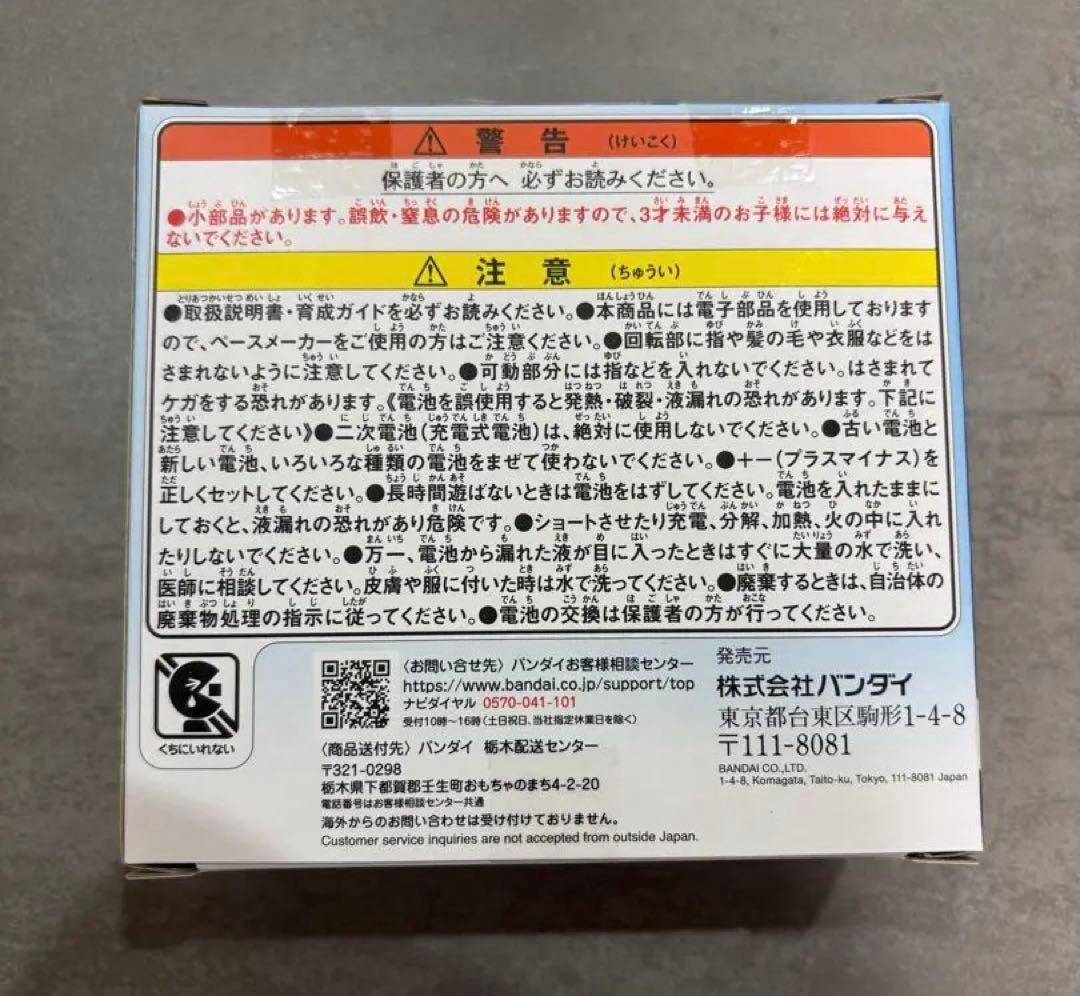 ⚠ 警告 (けいこく)
保護者の方へ 必ずお読みください。
●小部品があります。誤飲・窒息の危険がありますので、3才未満のお子様には絶対に与え
ないでください。
⚠ 注意 (ちゅうい)
●取扱説明書・育成ガイドを必ずお読みください。●本商品には電子部品を使用しております
ので、ペースメーカーをご使用の方はご注意ください。●回転部に指や髪の毛や衣服などをは
さまれないように注意してください。●可動部分には指などを入れないでください。はさまれて
ケガをする恐れがあります。《電池を誤使用すると発熱・破裂・液漏れの恐れがあります。下記に
注意してください》●二次電池(充電式電池)は、絶対に使用しないでください。●古い電池と
新しい電池、いろいろな種類の電池をまぜて使わないでください。●+-(プラスマイナス)を
正しくセットしてください。●長時間遊ばないときは電池をはずしてください。電池を入れたままに
しておくと、液漏れの恐れがあり危険です。●ショートさせたり充電、分解、加熱、火の中に入れ
たりしないでください。●万一、電池から漏れた液が目に入ったときはすぐに大量の水で洗い、
医師に相談してください。皮膚や服に付いた時は水で洗ってください。●廃棄するときは、自治体の
廃棄物処理の指示に従ってください。●電池の交換は保護者の方が行ってください。
くちにいれない
〈お問い合せ先〉バンダイお客様相談センター
https://www.bandai.co.jp/support/top
ナビダイヤル 0570-041-101
受付10時〜16時(土日祝日、当社指定休業日を除く)
〈商品送付先〉バンダイ 栃木配送センター
〒321-0298
栃木県下都賀郡壬生町おもちゃのまち4-2-20
電話番号はお客様相談センター共通
海外からのお問い合わせは受け付けておりません。
Customer service inquiries are not accepted from outside Japan.
発売元
株式会社バンダイ
東京都台東区駒形1-4-8
〒111-8081
BANDAI CO.,LTD.
1-4-8, Komagata, Taito-ku, Tokyo, 111-8081 Japan